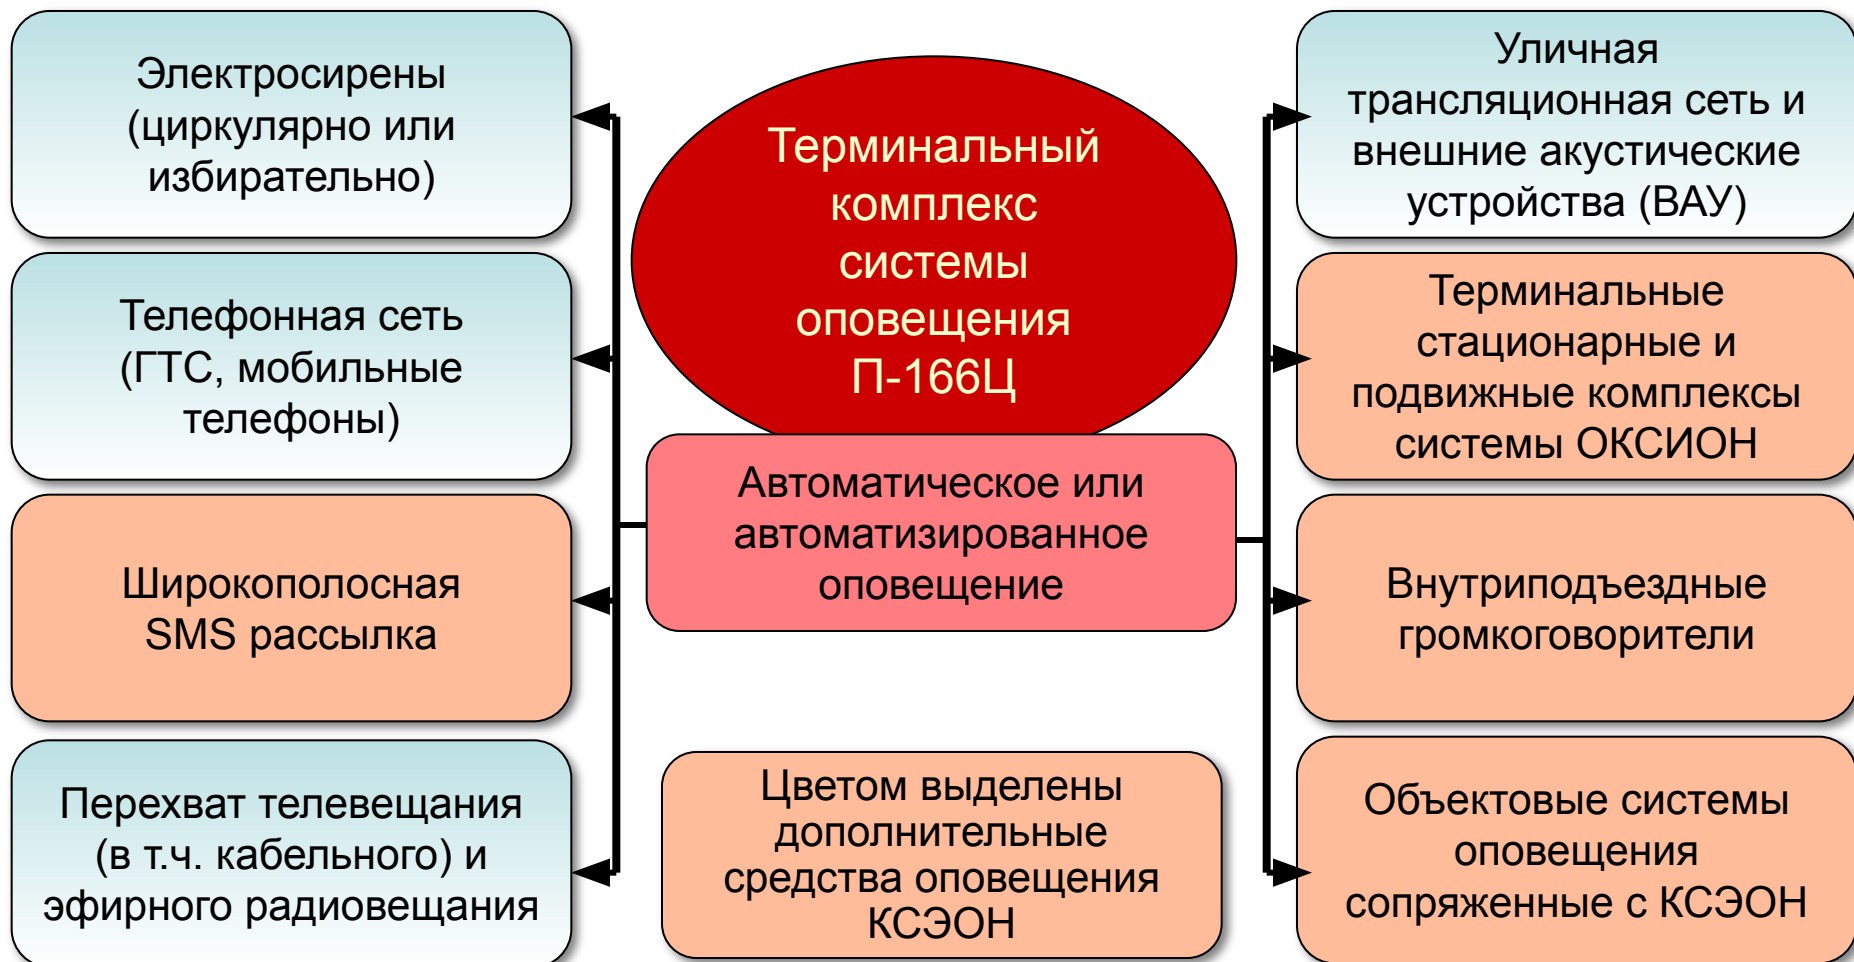 Электросирены
(циркулярно или
избирательно)
Телефонная сеть
(ГТС, мобильные
телефоны)
Широкополосная
SMS рассылка
Перехват телевещания
(в т.ч. кабельного) и
эфирного радиовещания
Терминальный
комплекс
системы
оповещения
П-166Ц
Автоматическое или
автоматизированное
оповещение
Цветом выделены
дополнительные
средства оповещения
КСЭОН
Уличная
трансляционная сеть и
внешние акустические
устройства (ВАУ)
Терминальные
стационарные и
подвижные комплексы
системы ОКСИОН
Внутриподъездные
громкоговорители
Объектовые системы
оповещения
сопряженные с КСЭОН